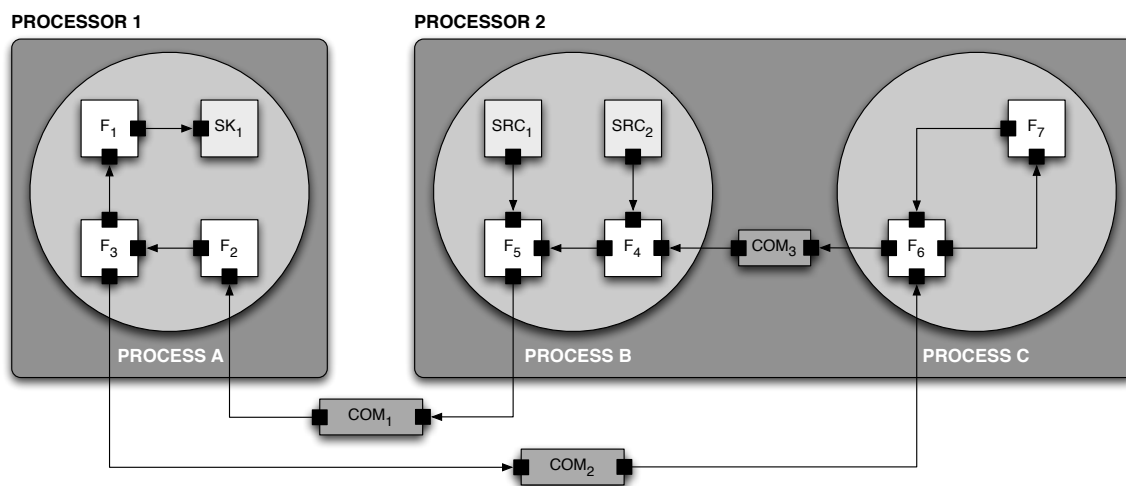 PROCESSOR 1
PROCESSOR 2
F1
SK1
SRC1
SRC2
F7
F3
F2
F5
F4
COM3
F6
PROCESS A
PROCESS B
PROCESS C
COM1
COM2